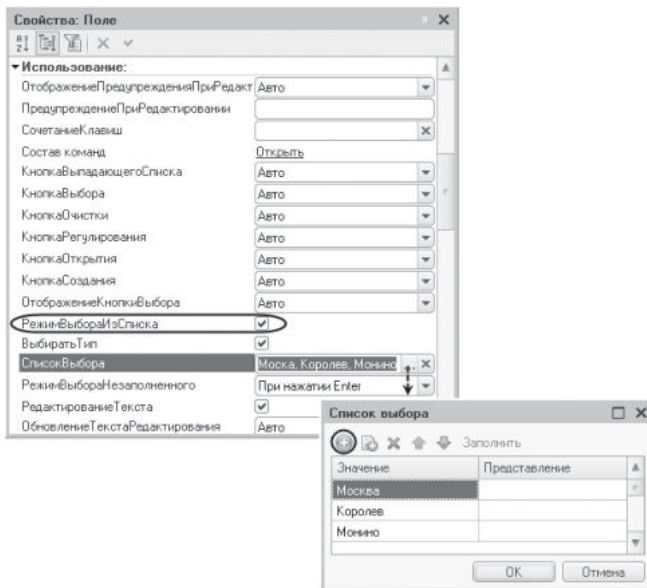 Свойства: Поле
Использование:
ОтображениеПредупрежденияПриРедакт Авто
ПредупреждениеПриРедактировании
СочетаниеКлавиш
Состав команд Открыть
КнопкаВыпадающегоСписка Авто
КнопкаВыбора Авто
КнопкаОчистки Авто
КнопкаРегулирования Авто
КнопкаОткрытия Авто
КнопкаСоздания Авто
ОтображениеКнопкиВыбора Авто
РежимВыбораИзСписка
ВыбиратьТип
СписокВыбора Моска, Королев, Монино ...
РежимВыбораНезаполненного При нажатии Enter
РедактированиеТекста
ОбновлениеТекстаРедактирования Авто
Список выбора
Заполнить
Значение Представление
Москва
Королев
Монино
OK Отмена